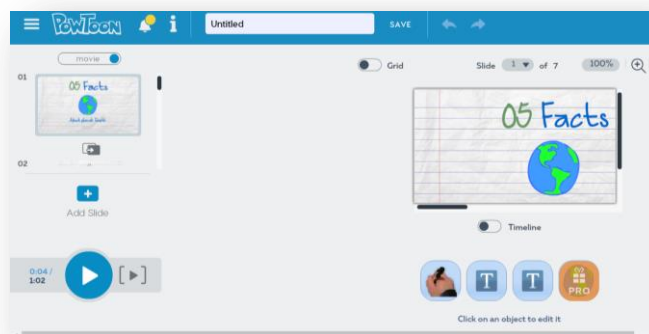 POWTOON
i
Untitled
SAVE
movie
01
05 Facts
02
Add Slide
0:04 /
1:02
Grid
Slide 1 of 7
100%
05 Facts
Timeline
T
T
PRO
Click on an object to edit it